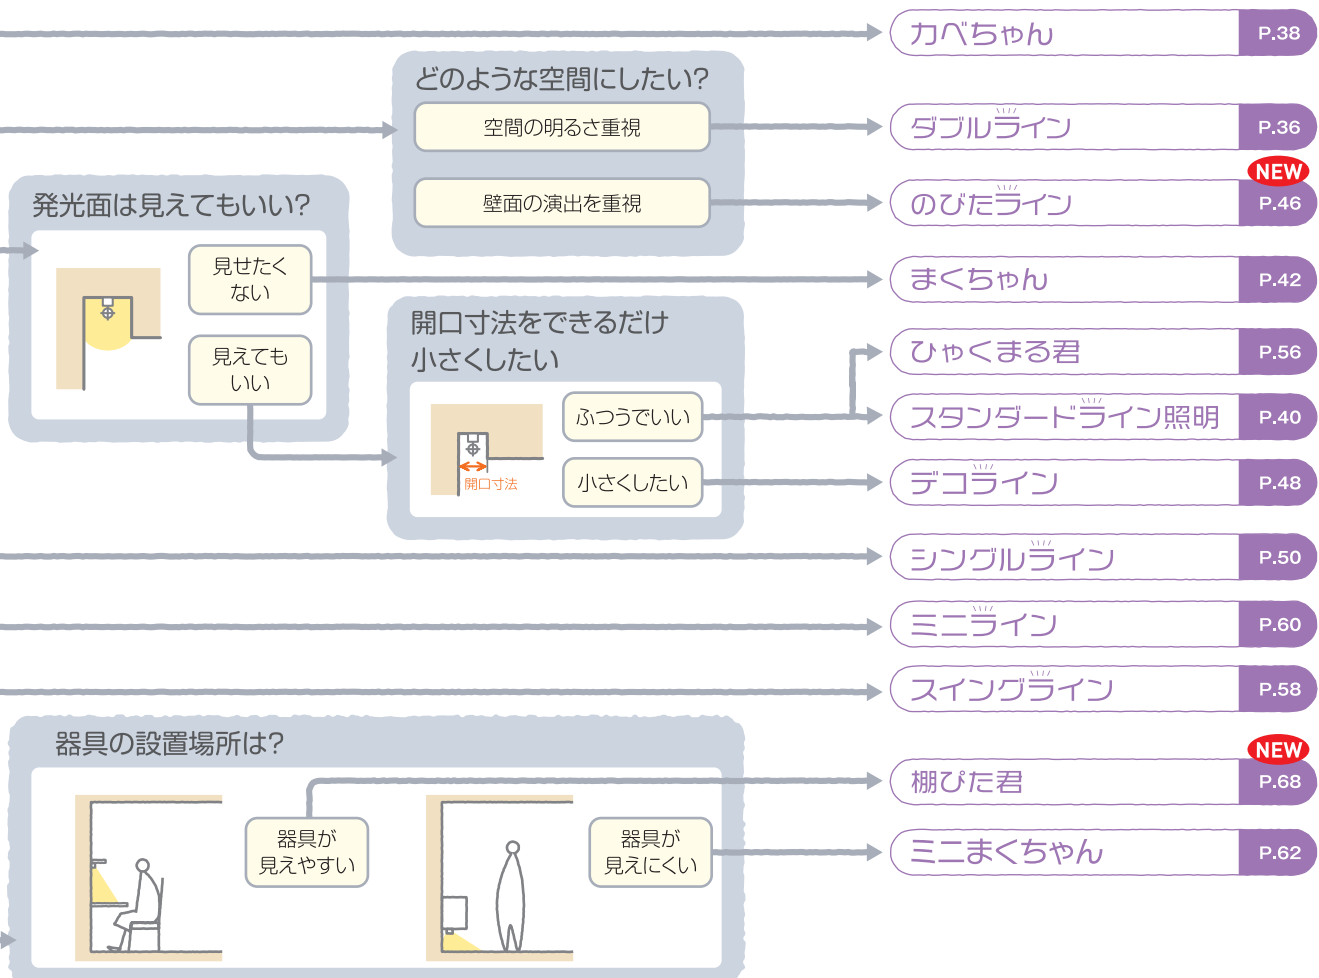 カベちゃん
P.38
どのような空間にしたい?
空間の明るさ重視
ダブルライン
P.36
壁面の演出を重視
のびたライン
NEW
P.46
発光面は見えてもいい?
見せたく
ない
まくちゃん
P.42
見えても
いい
開口寸法をできるだけ
小さくしたい
開口寸法
ふつうでいい
ひゃくまる君
P.56
スタンダードライン照明
P.40
小さくしたい
デコライン
P.48
シングルライン
P.50
ミニライン
P.60
スイングライン
P.58
器具の設置場所は?
器具が
見えやすい
棚ぴた君
NEW
P.68
器具が
見えにくい
ミニまくちゃん
P.62